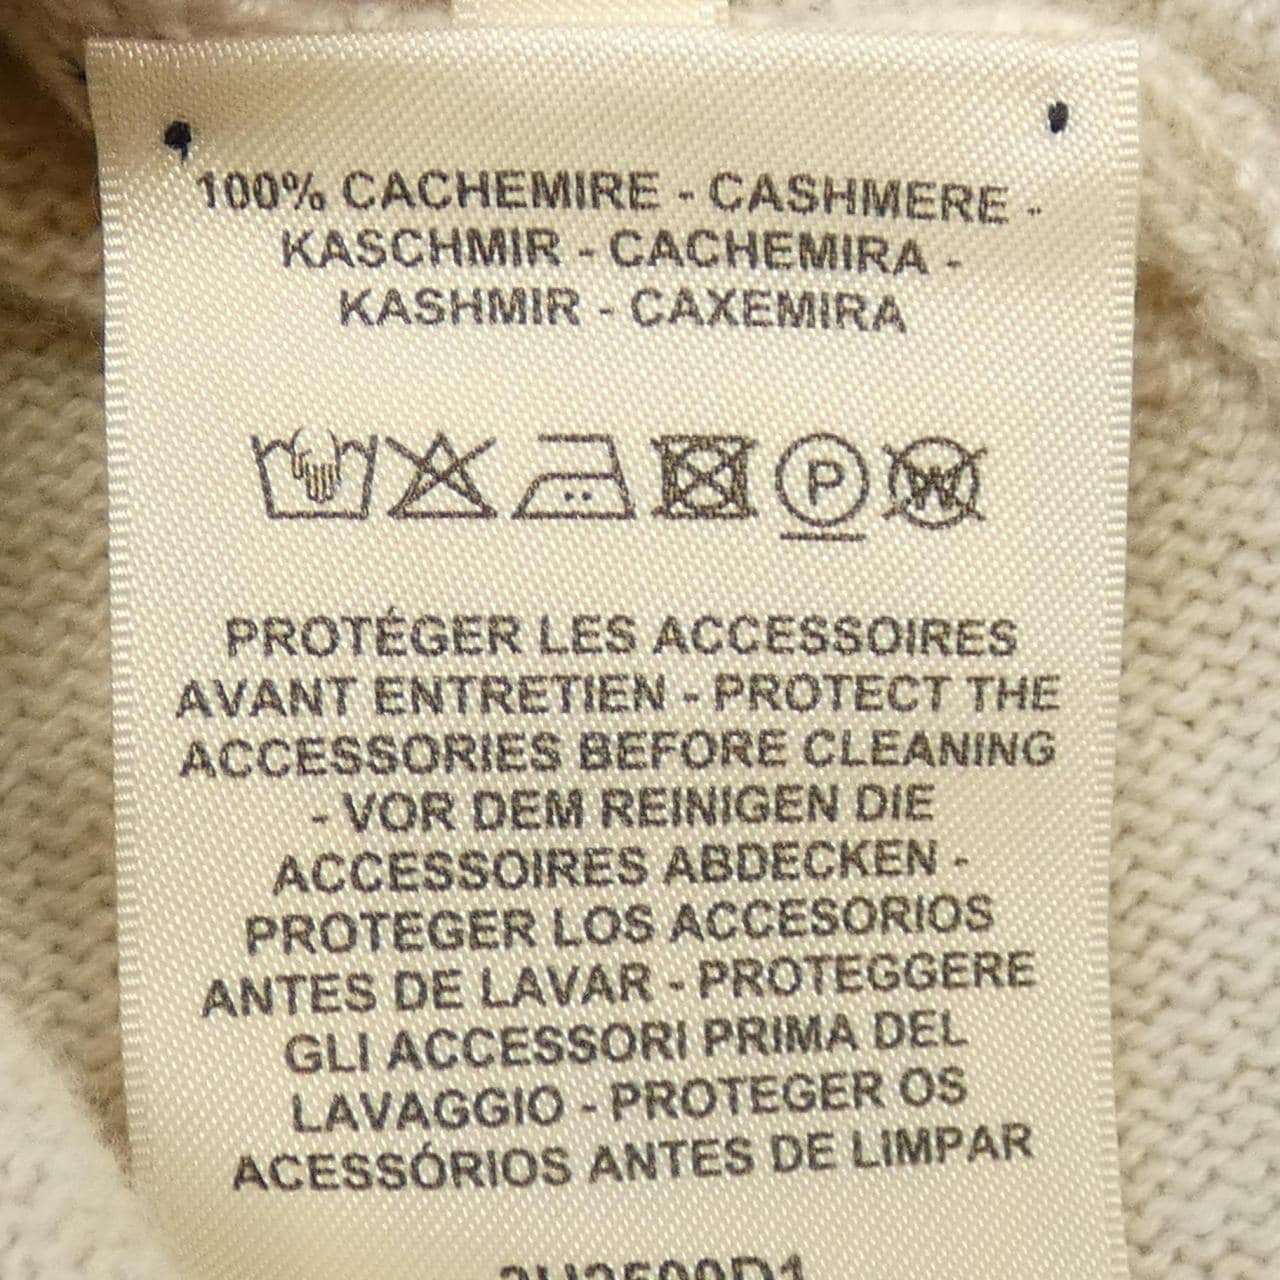 100% CACHEMIRE - CASHMERE -
KASCHMIR - CACHEMIRA -
KASHMIR - CAXEMIRA
P W
PROTÉGER LES ACCESSOIRES
AVANT ENTRETIEN - PROTECT THE
ACCESSORIES BEFORE CLEANING
- VOR DEM REINIGEN DIE
ACCESSOIRES ABDECKEN -
PROTEGER LOS ACCESORIOS
ANTES DE LAVAR - PROTEGGERE
GLI ACCESSORI PRIMA DEL
LAVAGGIO - PROTEGER OS
ACESSÓRIOS ANTES DE LIMPAR